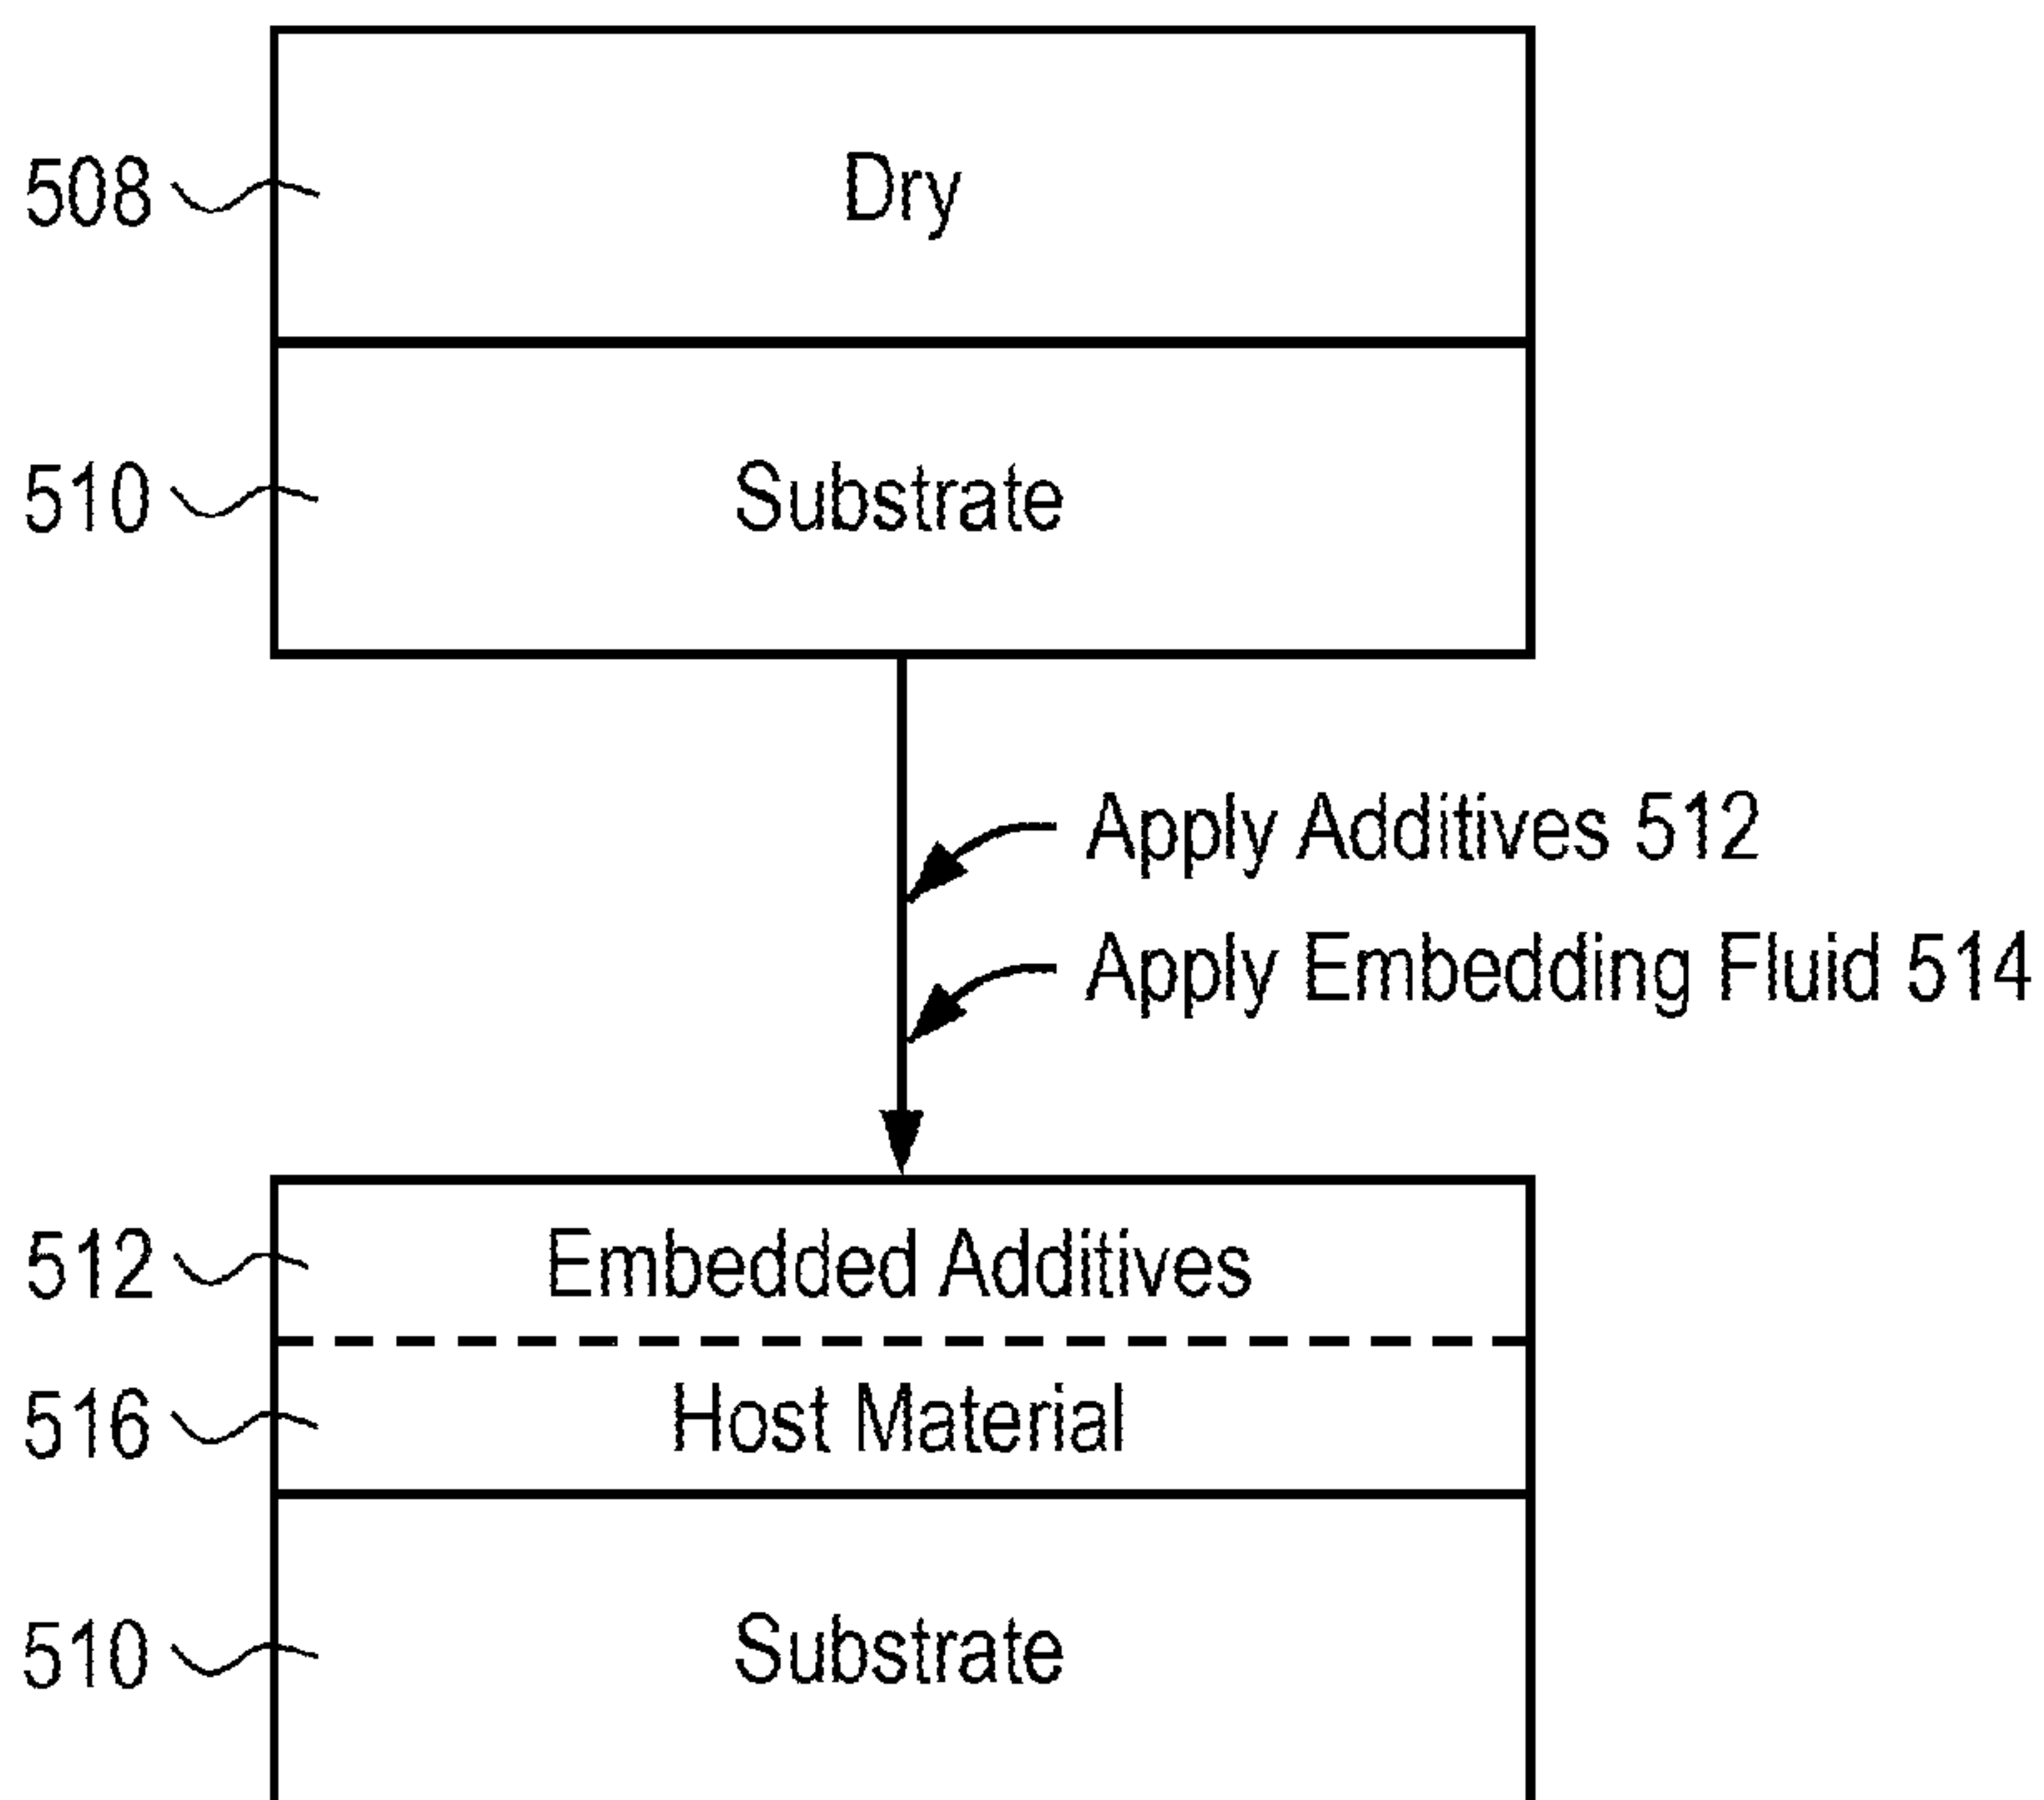 508 Dry
510 Substrate
Apply Additives 512
Apply Embedding Fluid 514
512 Embedded Additives
516 Host Material
510 Substrate